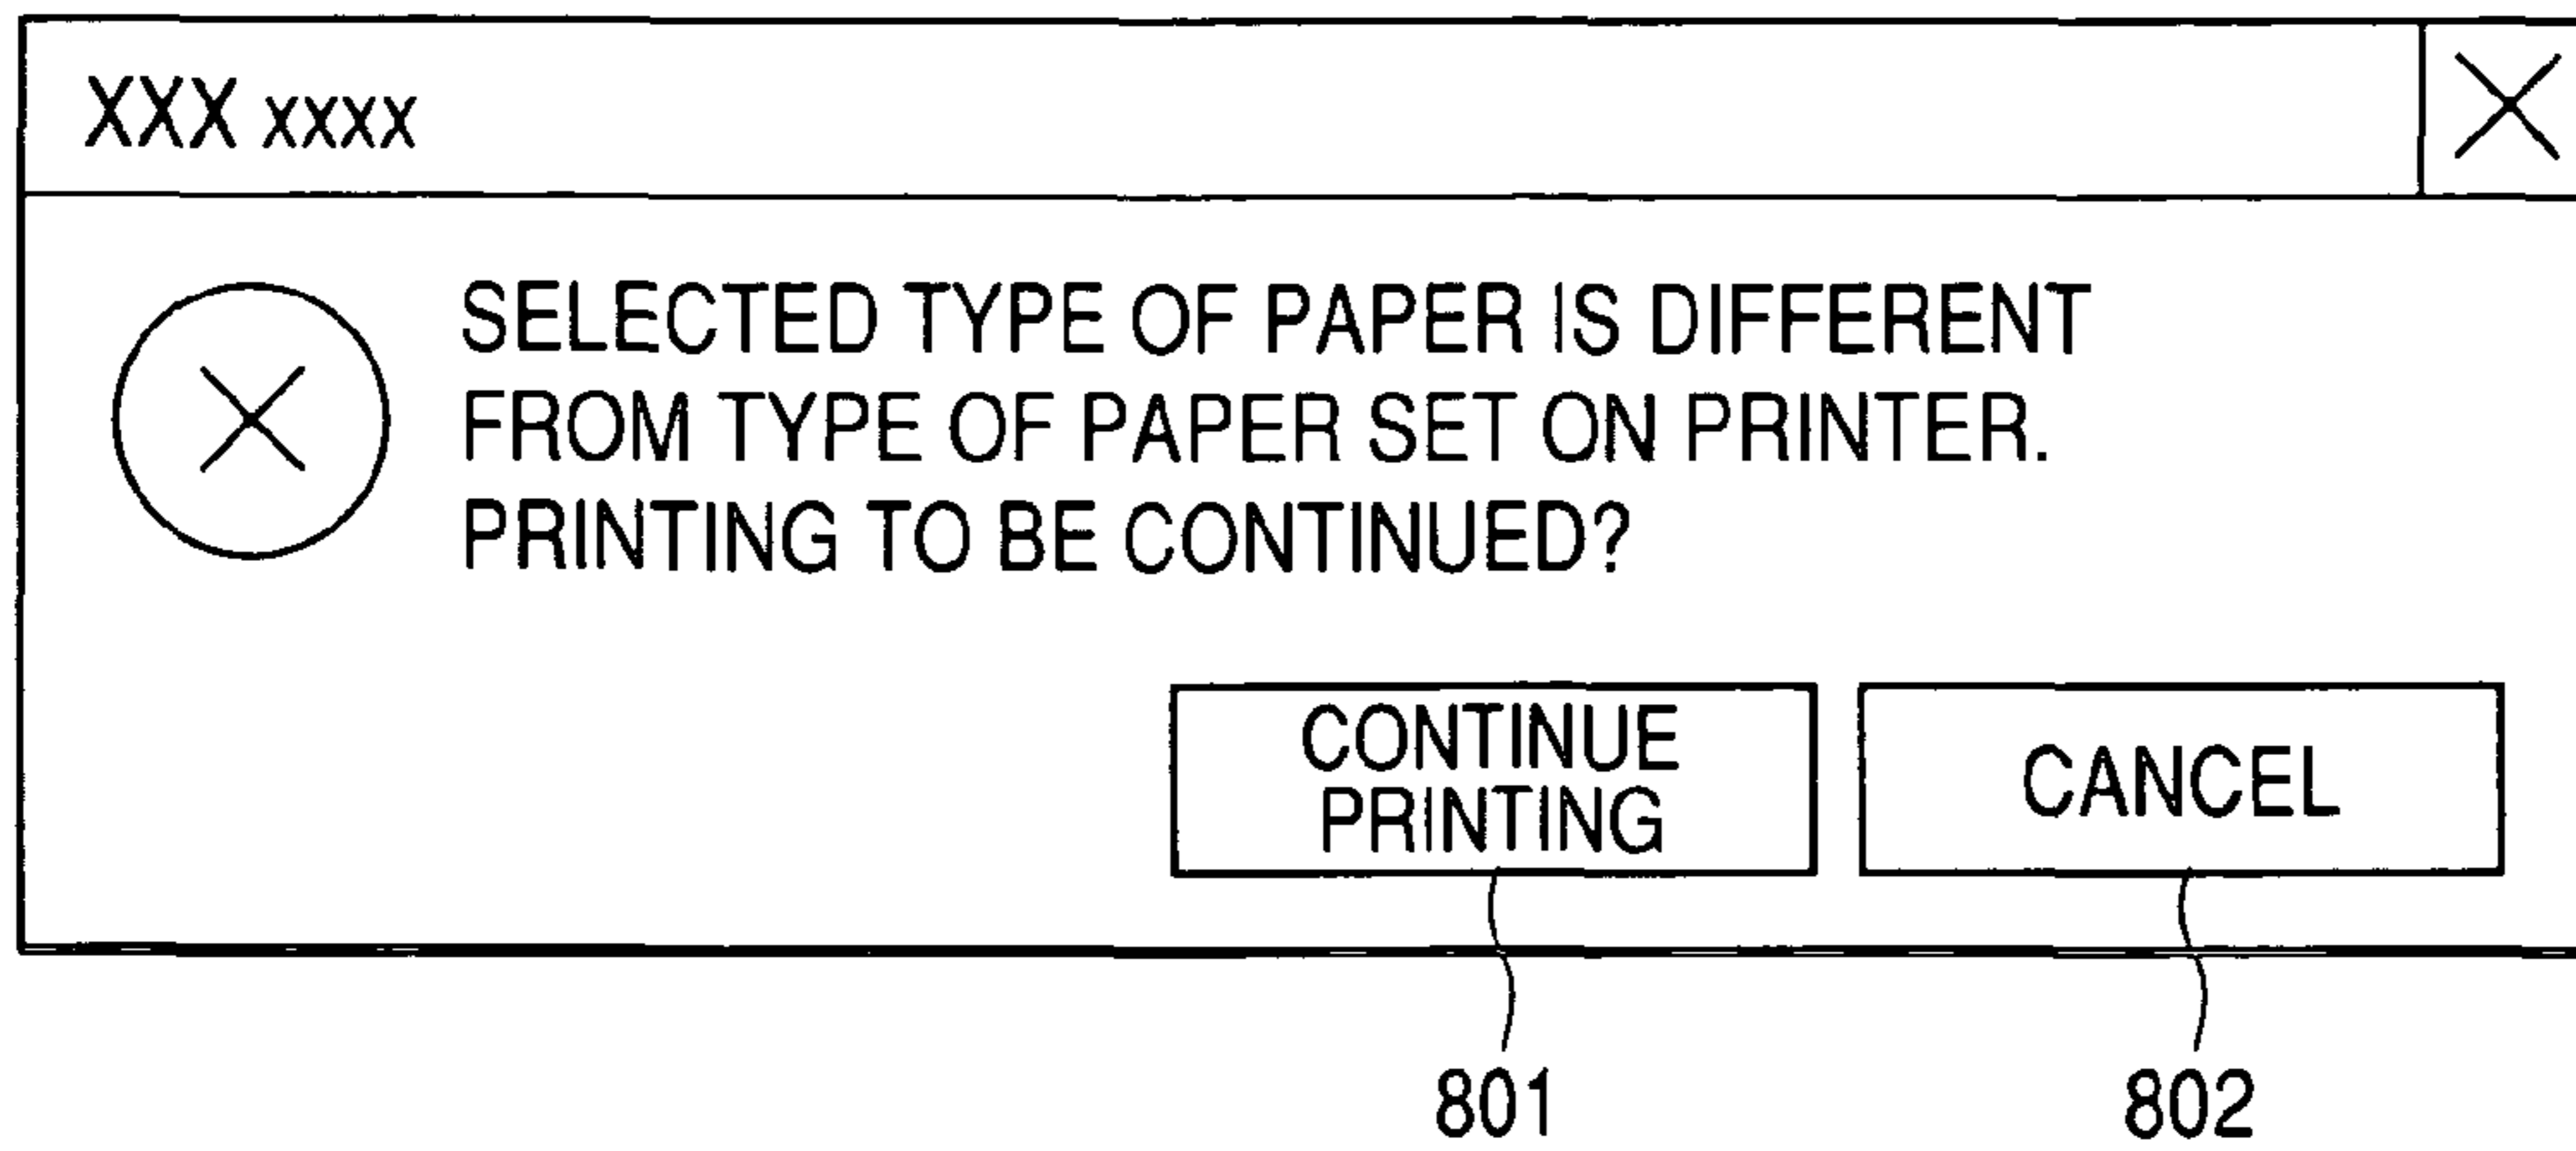 XXX xxxx
SELECTED TYPE OF PAPER IS DIFFERENT
FROM TYPE OF PAPER SET ON PRINTER.
PRINTING TO BE CONTINUED?
CONTINUE
PRINTING
CANCEL
801
802